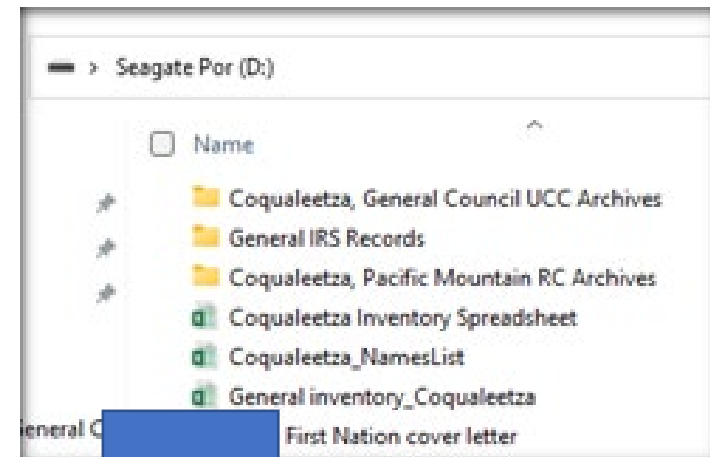 > Seagate Por (D:)
Name
Coqualeetza, General Council UCC Archives
General IRS Records
Coqualeetza, Pacific Mountain RC Archives
Coqualeetza Inventory Spreadsheet
Coqualeetza_NamesList
General inventory_Coqualeetza
eneral C First Nation cover letter